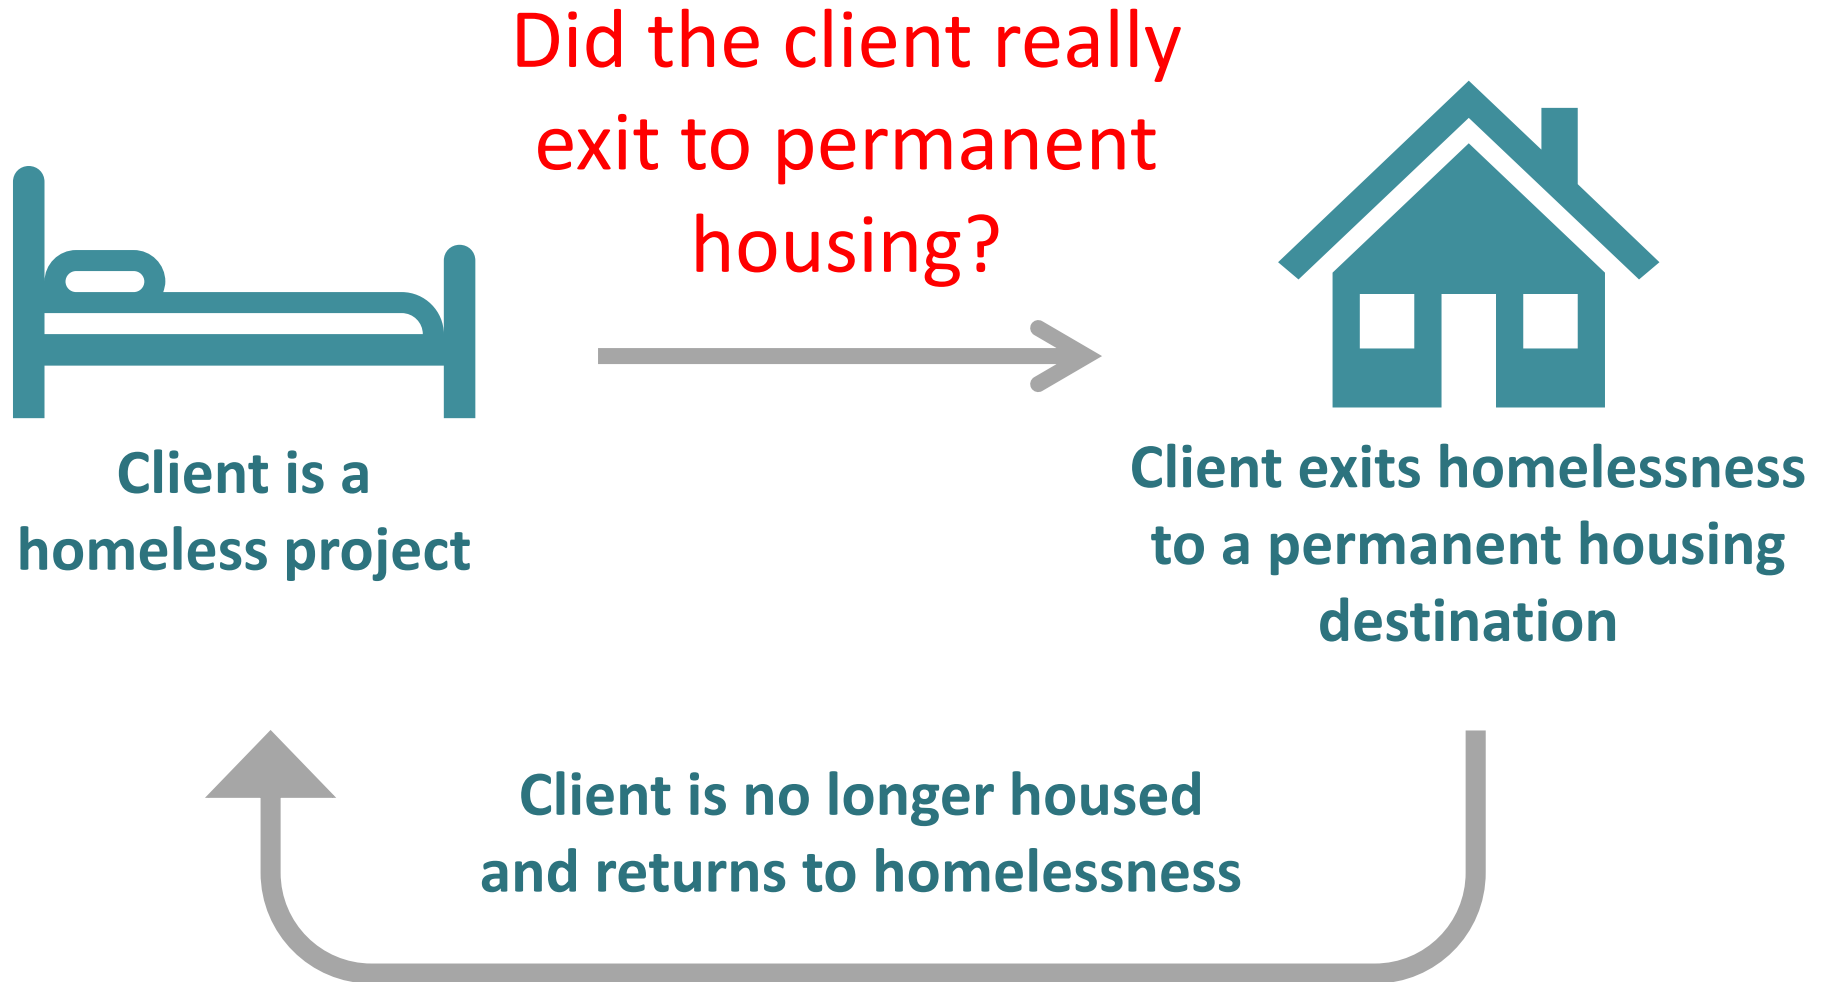 Did the client really
exit to permanent
housing?
Client is a
homeless project
Client exits homelessness
to a permanent housing
destination
Client is no longer housed
and returns to homelessness